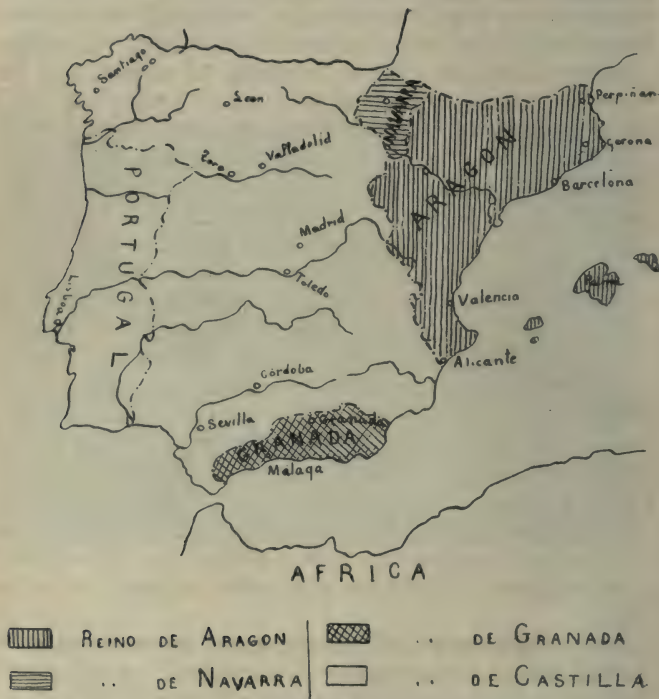 Santiago
Leon
Perpiñan
Gerona
Zora
Valladolid
Barcelona
ARAGON
PORTUGAL
Madrid
Toledo
Lisboa
Valencia
Alicante
Córdoba
Sevilla
Granada
GRANADA
Malaga
AFRICA
REINO DE ARAGON
.. DE GRANADA
.. DE NAVARRA
.. DE CASTILLA